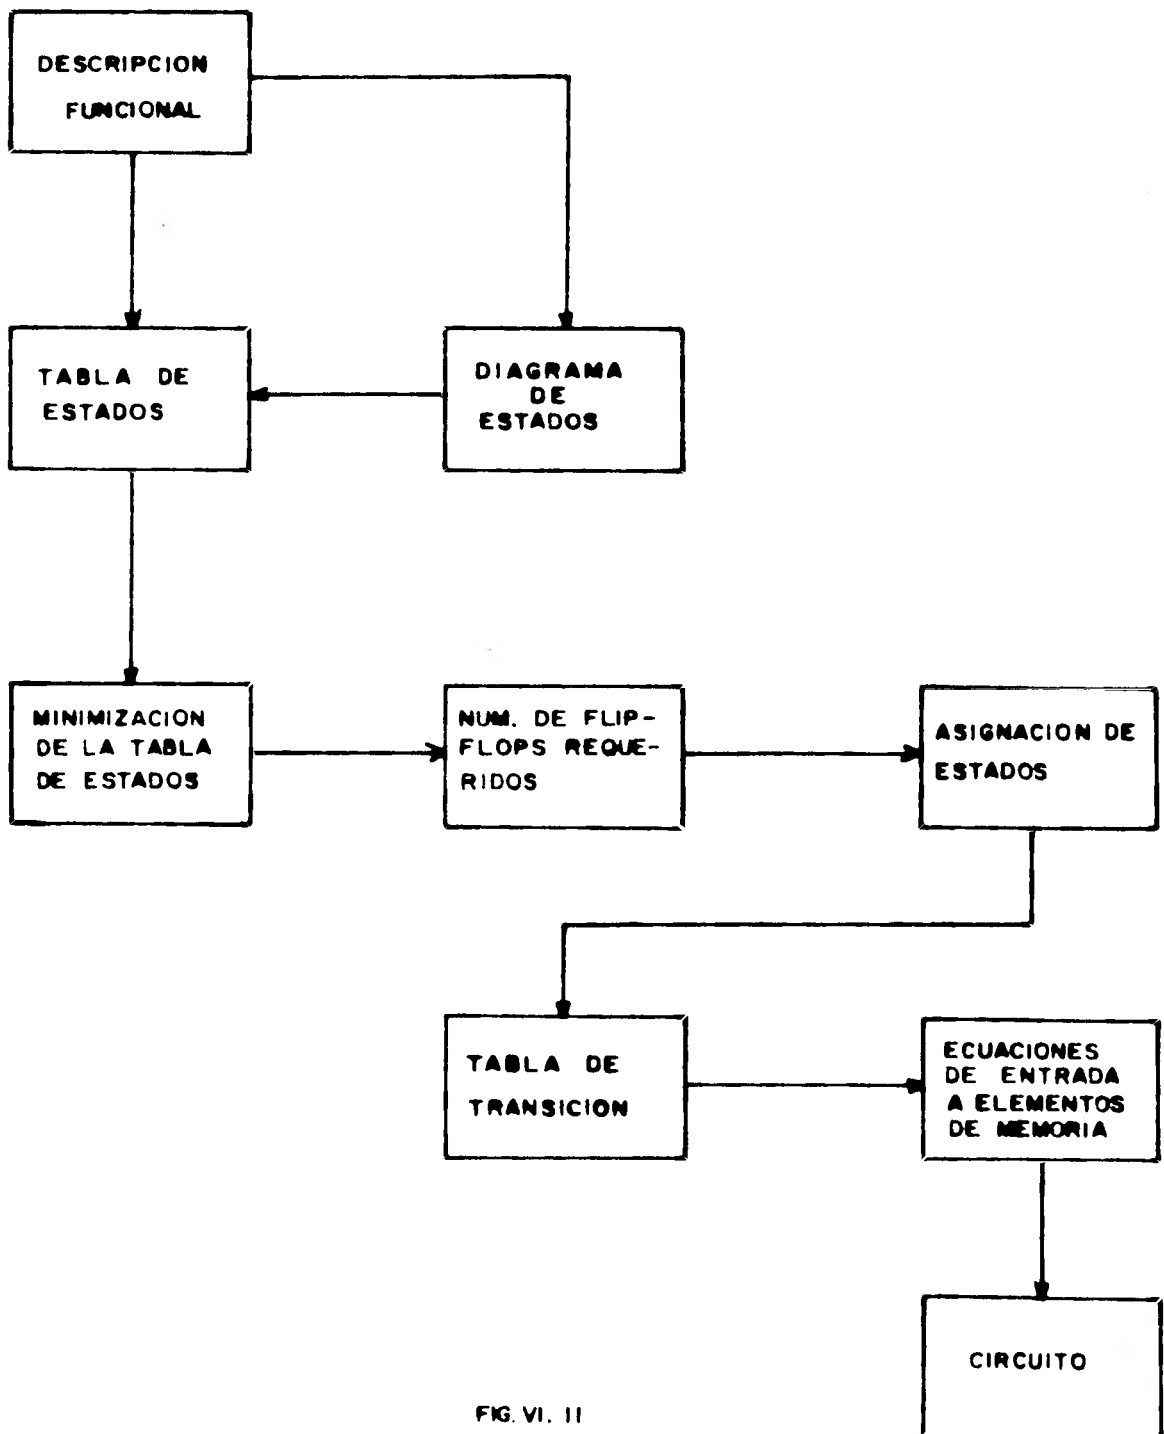 DESCRIPCION
FUNCIONAL
TABLA DE
ESTADOS
DIAGRAMA
DE
ESTADOS
MINIMIZACION
DE LA TABLA
DE ESTADOS
NUM. DE FLIP-
FLOPS REQUE-
RIDOS
ASIGNACION DE
ESTADOS
TABLA DE
TRANSICION
ECUACIONES
DE ENTRADA
A ELEMENTOS
DE MEMORIA
CIRCUITO
FIG. VI. II